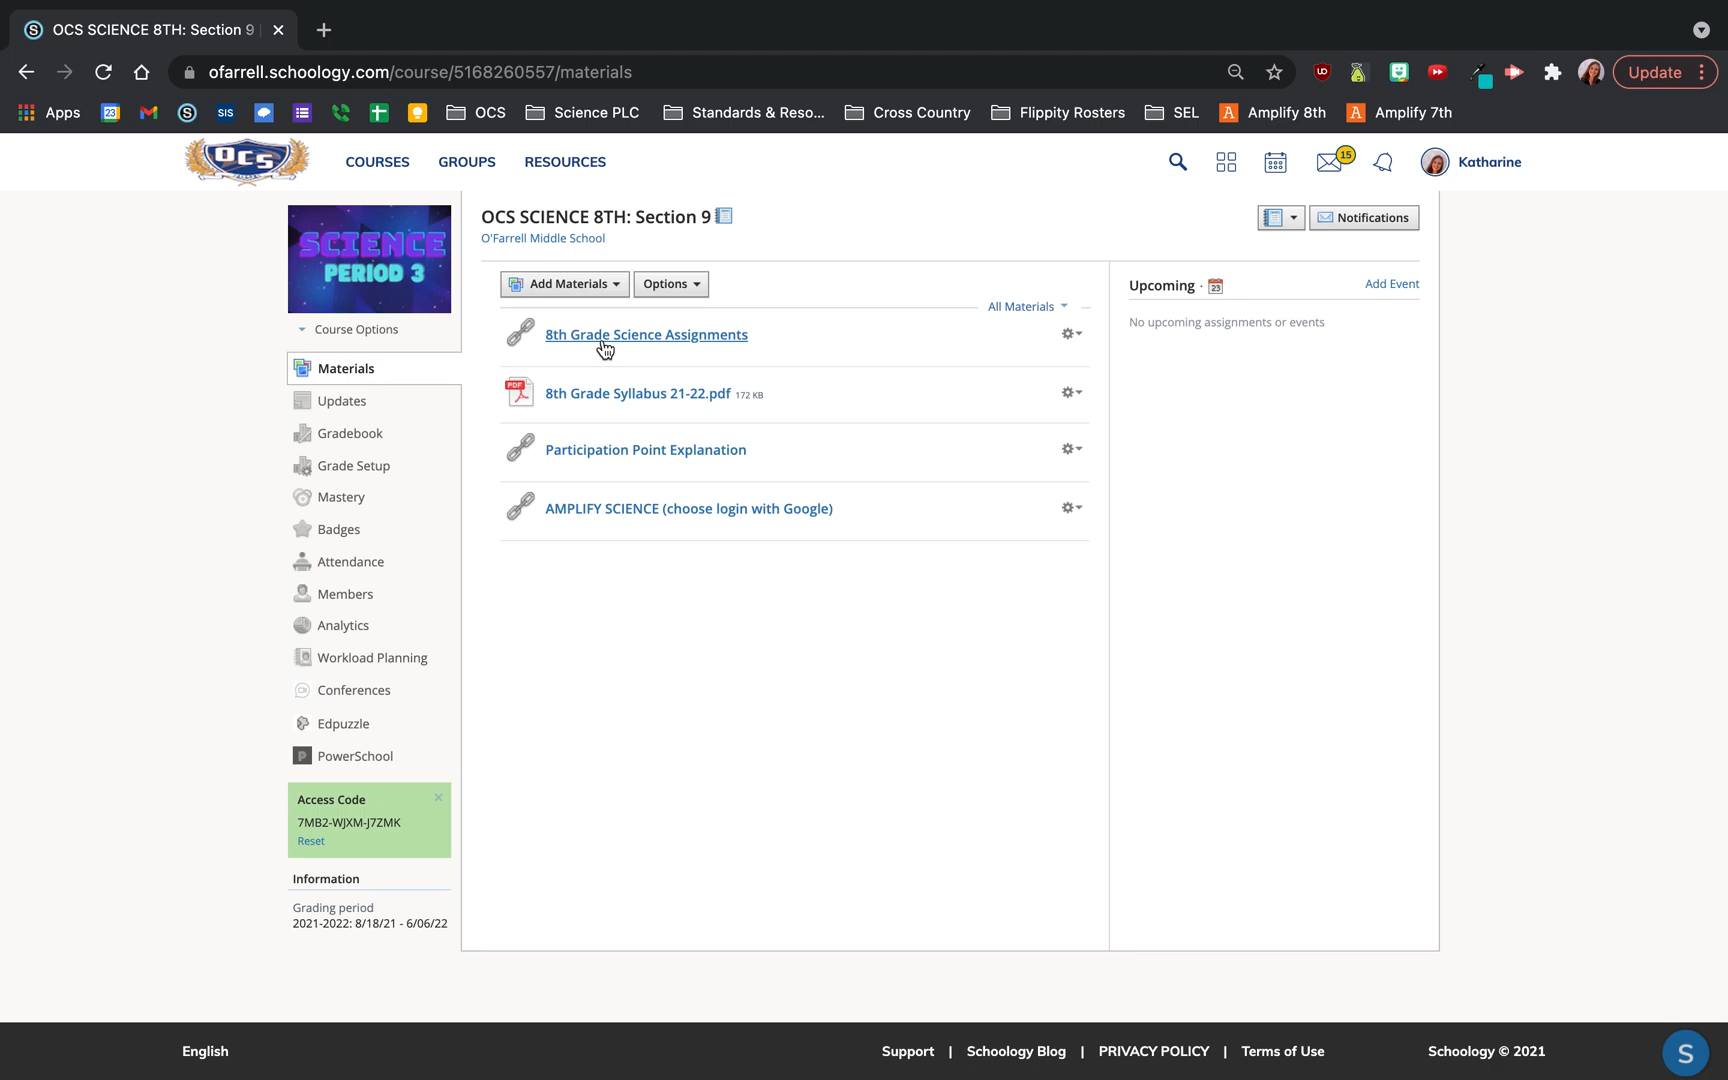 OCS SCIENCE 8TH: Section 9
ofarrell.schoology.com/course/5168260557/materials
Update
Apps
23
SIS
OCS
Science PLC
Standards & Reso...
Cross Country
Flippity Rosters
SEL
Amplify 8th
Amplify 7th
OCS
COURSES
GROUPS
RESOURCES
15
Katharine
SCIENCE
PERIOD 3
Course Options
Materials
Updates
Gradebook
Grade Setup
Mastery
Badges
Attendance
Members
Analytics
Workload Planning
Conferences
Edpuzzle
PowerSchool
Access Code
7MB2-WJXM-J7ZMK
Reset
Information
Grading period
2021-2022: 8/18/21 - 6/06/22
OCS SCIENCE 8TH: Section 9
O'Farrell Middle School
Notifications
Add Materials
Options
All Materials
8th Grade Science Assignments
PDF
8th Grade Syllabus 21-22.pdf 172 KB
Participation Point Explanation
AMPLIFY SCIENCE (choose login with Google)
Upcoming · 23
Add Event
No upcoming assignments or events
English
Support | Schoology Blog | PRIVACY POLICY | Terms of Use
Schoology © 2021
S